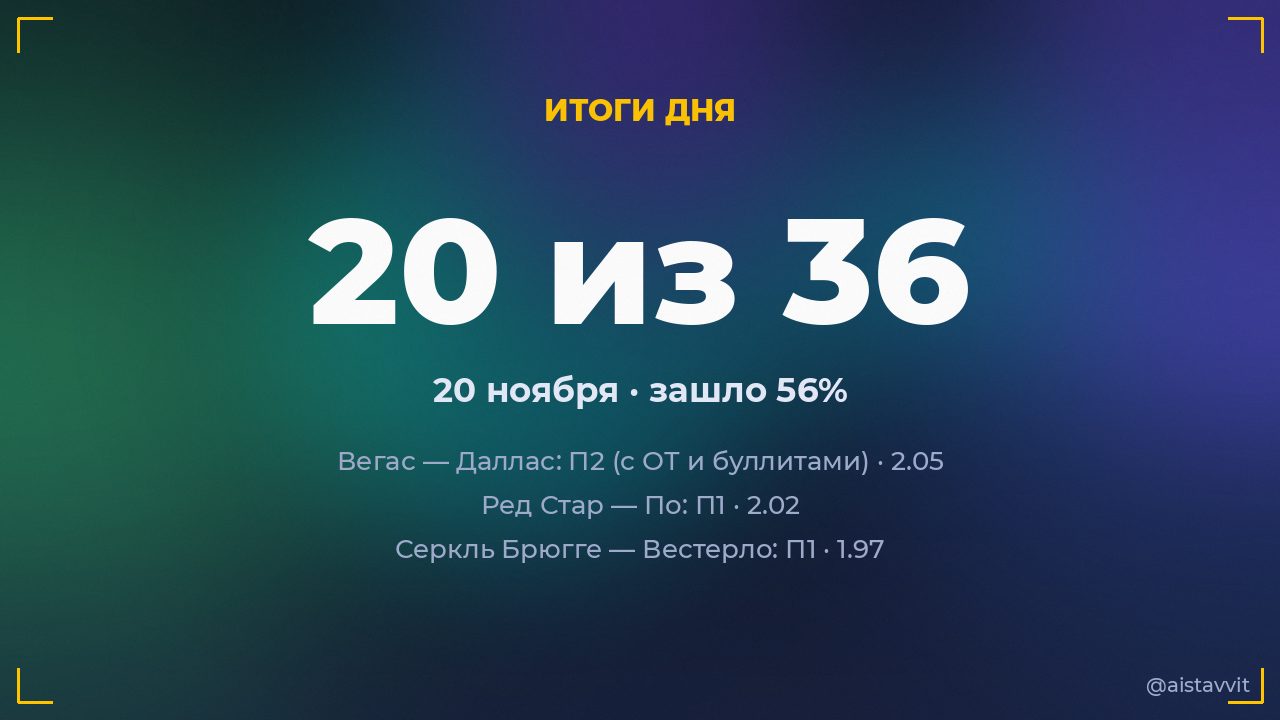 ИТОГИ ДНЯ
20 из 36
20 ноября · зашло 56%
Вегас — Даллас: П2 (с ОТ и буллитами) · 2.05
Ред Стар — По: П1 · 2.02
Серкль Брюгге — Вестерло: П1 · 1.97
@aistavvit